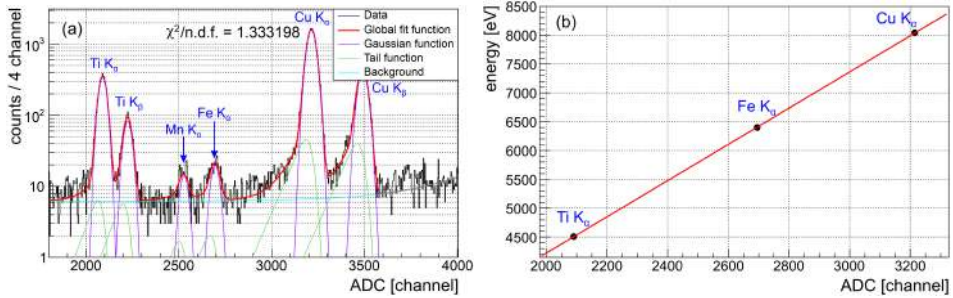 (a)
χ²/n.d.f. = 1.333198
Cu Kα
Data
Global fit function
Gaussian function
Tail function
Background
Ti Kα
Ti Kβ
Mn Kα
Fe Kα
Cu Kβ
counts / 4 channel
10³
10²
10
1
2000 2500 3000 3500 4000
ADC [channel]
(b)
energy [eV]
8500
8000
7500
7000
6500
6000
5500
5000
4500
Cu Kα
Fe Kα
Ti Kα
2000 2200 2400 2600 2800 3000 3200
ADC [channel]